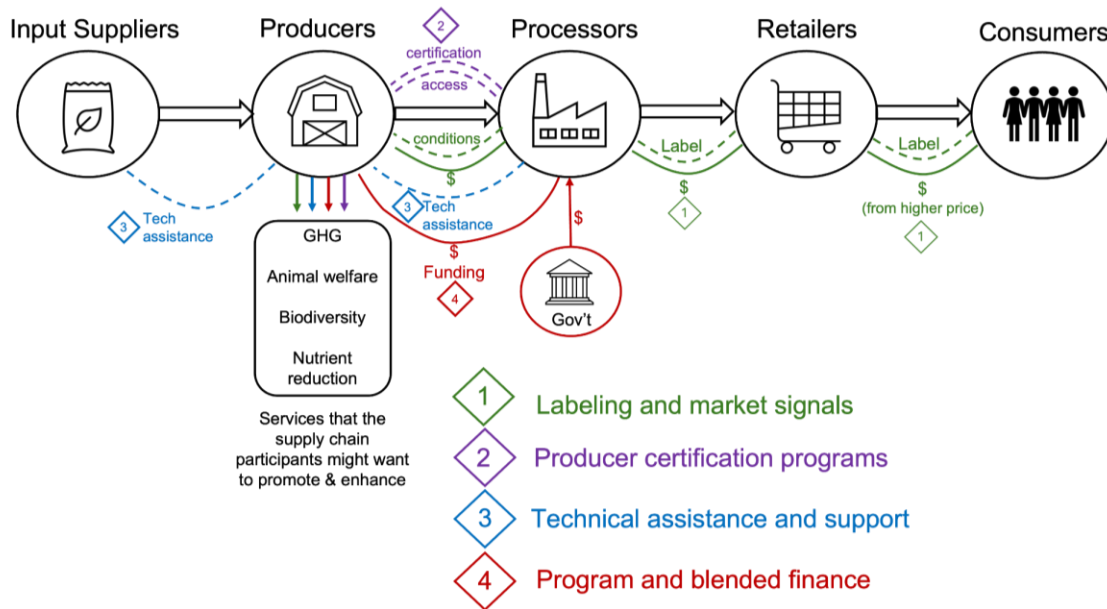 Input Suppliers
Producers
Processors
Retailers
Consumers
2
certification
access
conditions
$
Label
$
1
Label
$
(from higher price)
1
3
Tech
assistance
3
Tech
assistance
$
Funding
4
$
Gov't
GHG
Animal welfare
Biodiversity
Nutrient
reduction
Services that the
supply chain
participants might want
to promote & enhance
1
Labeling and market signals
2
Producer certification programs
3
Technical assistance and support
4
Program and blended finance